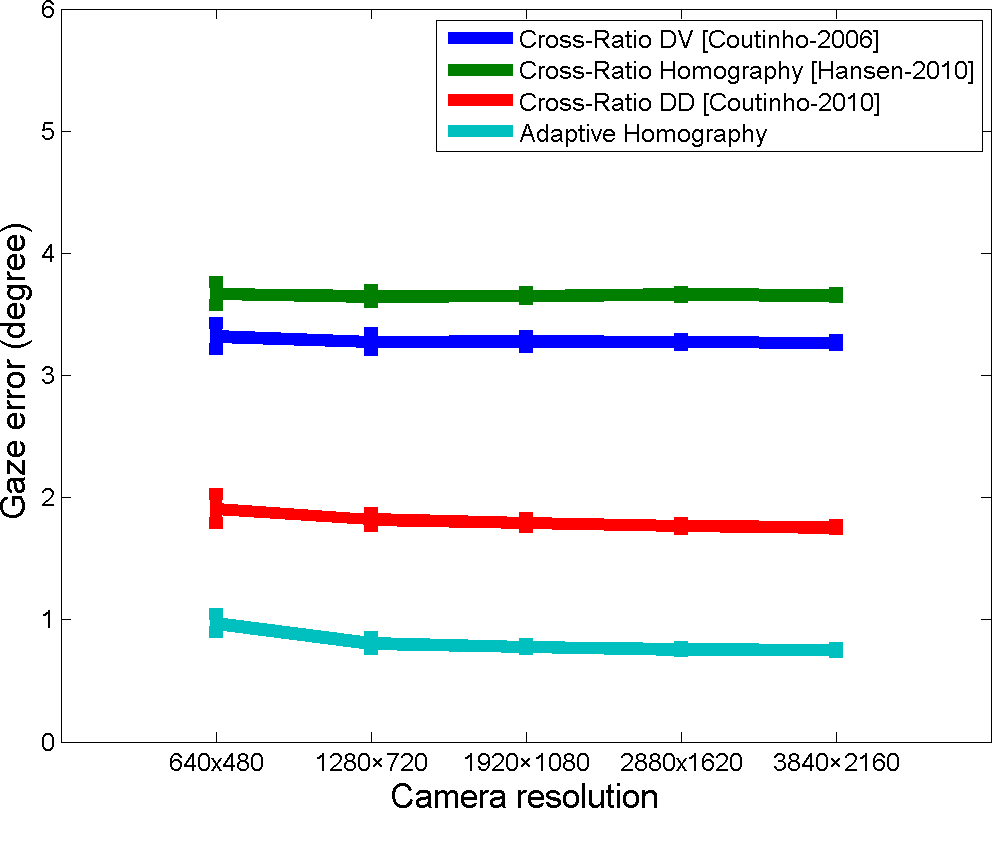 6
5
4
3
2
1
0
Gaze error (degree)
Cross-Ratio DV [Coutinho-2006]
Cross-Ratio Homography [Hansen-2010]
Cross-Ratio DD [Coutinho-2010]
Adaptive Homography
640x480 1280×720 1920×1080 2880x1620 3840×2160
Camera resolution